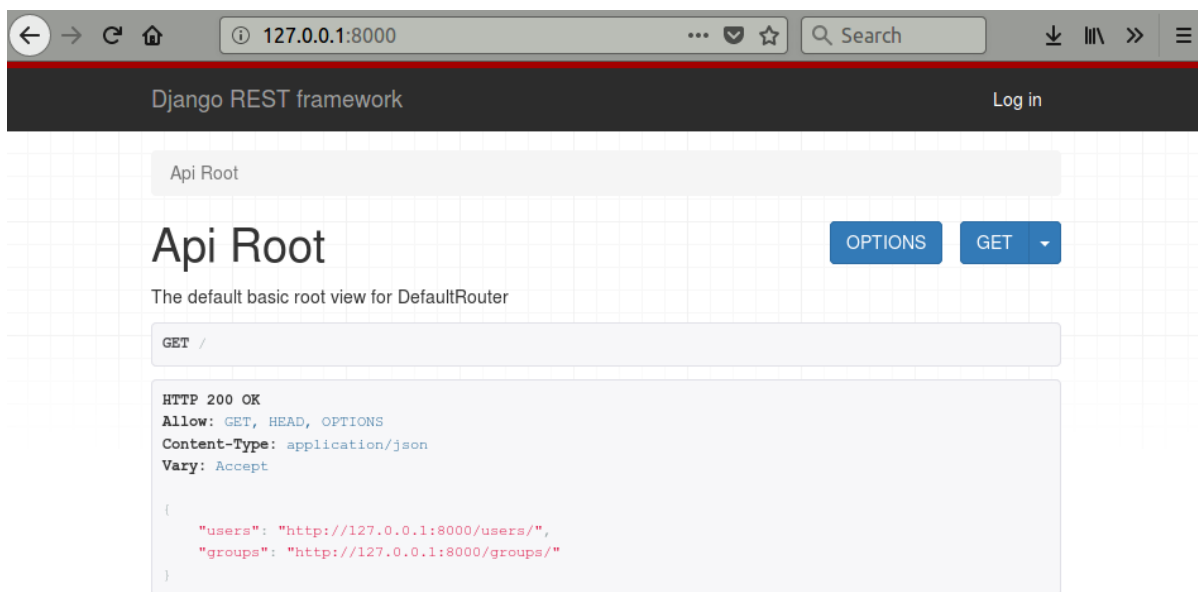 127.0.0.1:8000 Search
Django REST framework Log in
Api Root
Api Root OPTIONS GET
The default basic root view for DefaultRouter
GET /
HTTP 200 OK
Allow: GET, HEAD, OPTIONS
Content-Type: application/json
Vary: Accept
{
    "users": "http://127.0.0.1:8000/users/",
    "groups": "http://127.0.0.1:8000/groups/"
}